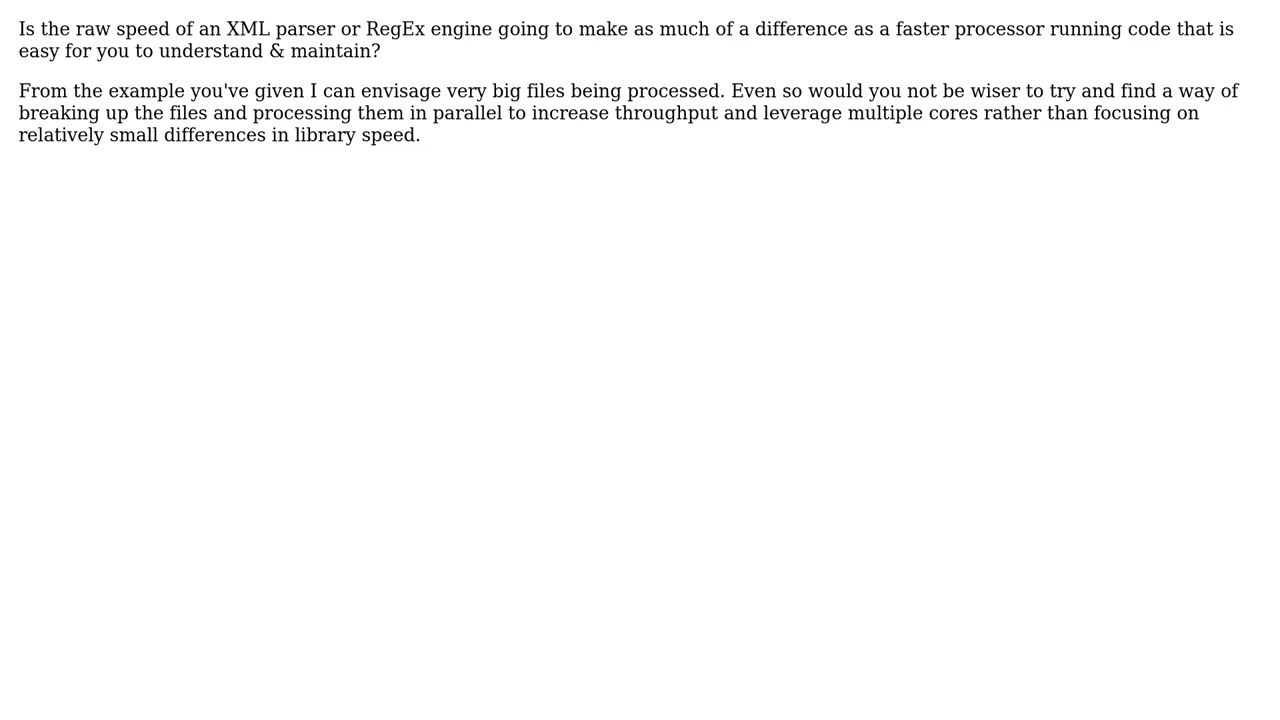 Is the raw speed of an XML parser or RegEx engine going to make as much of a difference as a faster processor running code that is
easy for you to understand & maintain?
From the example you've given I can envisage very big files being processed. Even so would you not be wiser to try and find a way of
breaking up the files and processing them in parallel to increase throughput and leverage multiple cores rather than focusing on
relatively small differences in library speed.